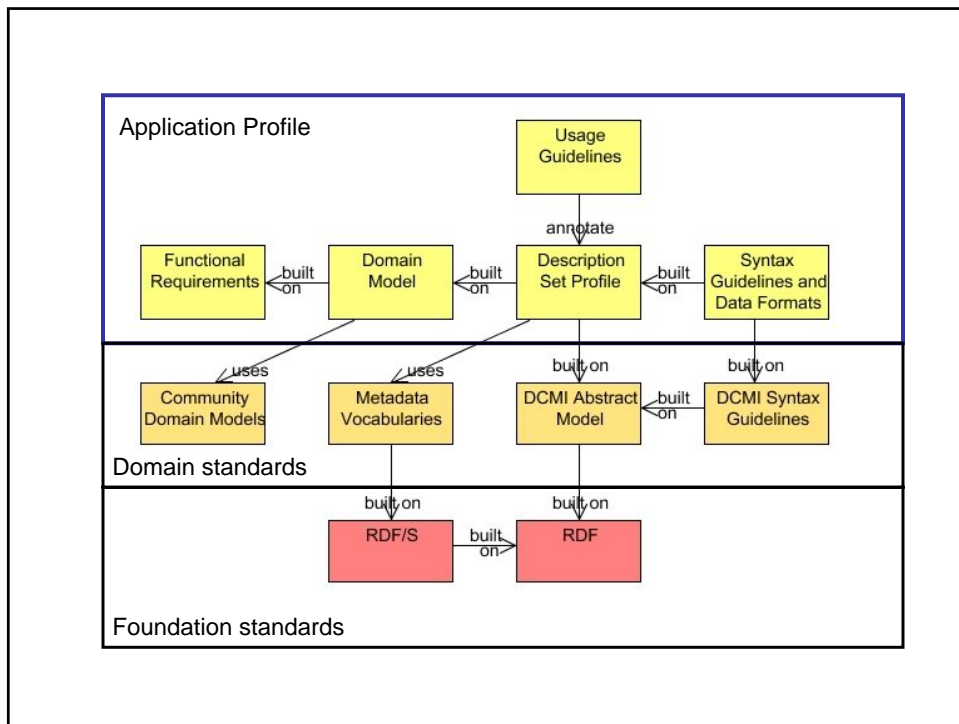 Application Profile
Usage
Guidelines
annotate
Functional
Requirements
built
on
Domain
Model
built
on
Description
Set Profile
built
on
Syntax
Guidelines and
Data Formats
uses
uses
built on
built on
Community
Domain Models
Metadata
Vocabularies
DCMI Abstract
Model
built
on
DCMI Syntax
Guidelines
Domain standards
built on
built on
RDF/S
built
on
RDF
Foundation standards